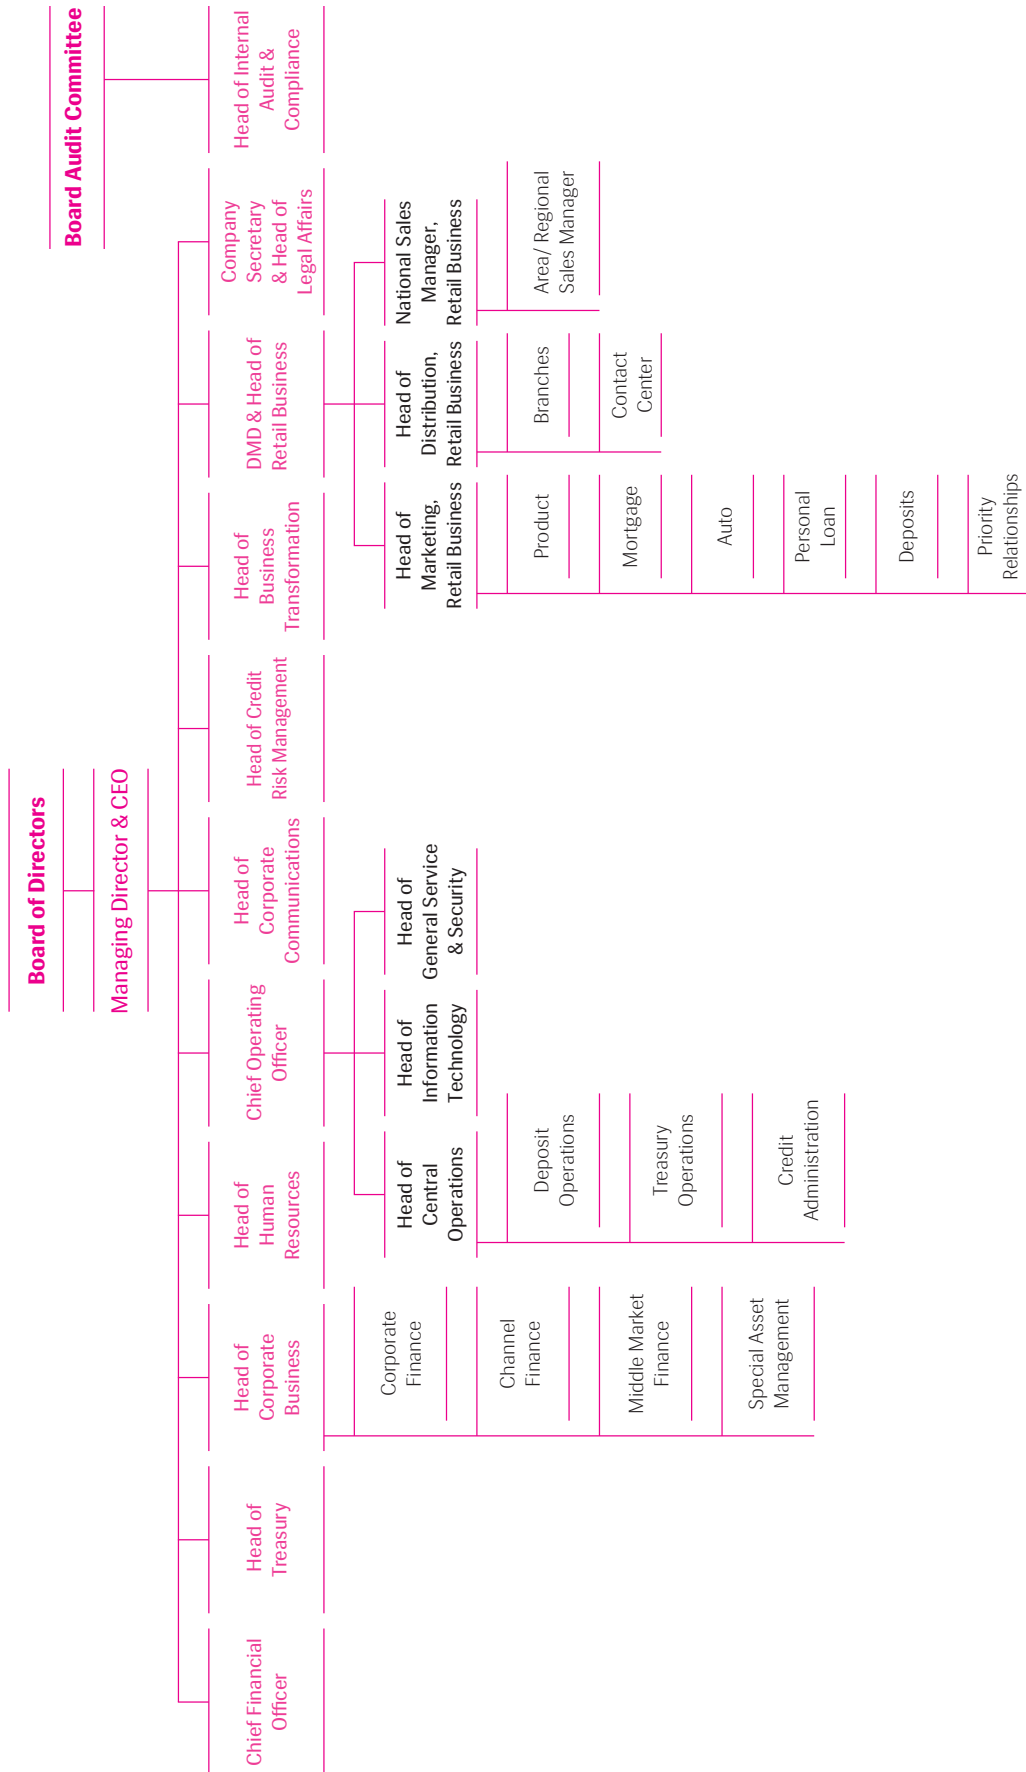 Board of Directors
Board Audit Committee
Managing Director & CEO
Chief Financial
Officer
Head of
Treasury
Head of
Corporate
Business
Head of
Human
Resources
Chief Operating
Officer
Head of
Corporate
Communications
Head of Credit
Risk Management
Head of
Business
Transformation
DMD & Head of
Retail Business
Company
Secretary
& Head of
Legal Affairs
Head of Internal
Audit &
Compliance
Corporate
Finance
Channel
Finance
Middle Market
Finance
Special Asset
Management
Head of
Central
Operations
Head of
Information
Technology
Head of
General Service
& Security
Deposit
Operations
Treasury
Operations
Credit
Administration
Head of
Marketing,
Retail Business
Head of
Distribution,
Retail Business
National Sales
Manager,
Retail Business
Product
Mortgage
Auto
Personal
Loan
Deposits
Priority
Relationships
Branches
Contact
Center
Area/ Regional
Sales Manager